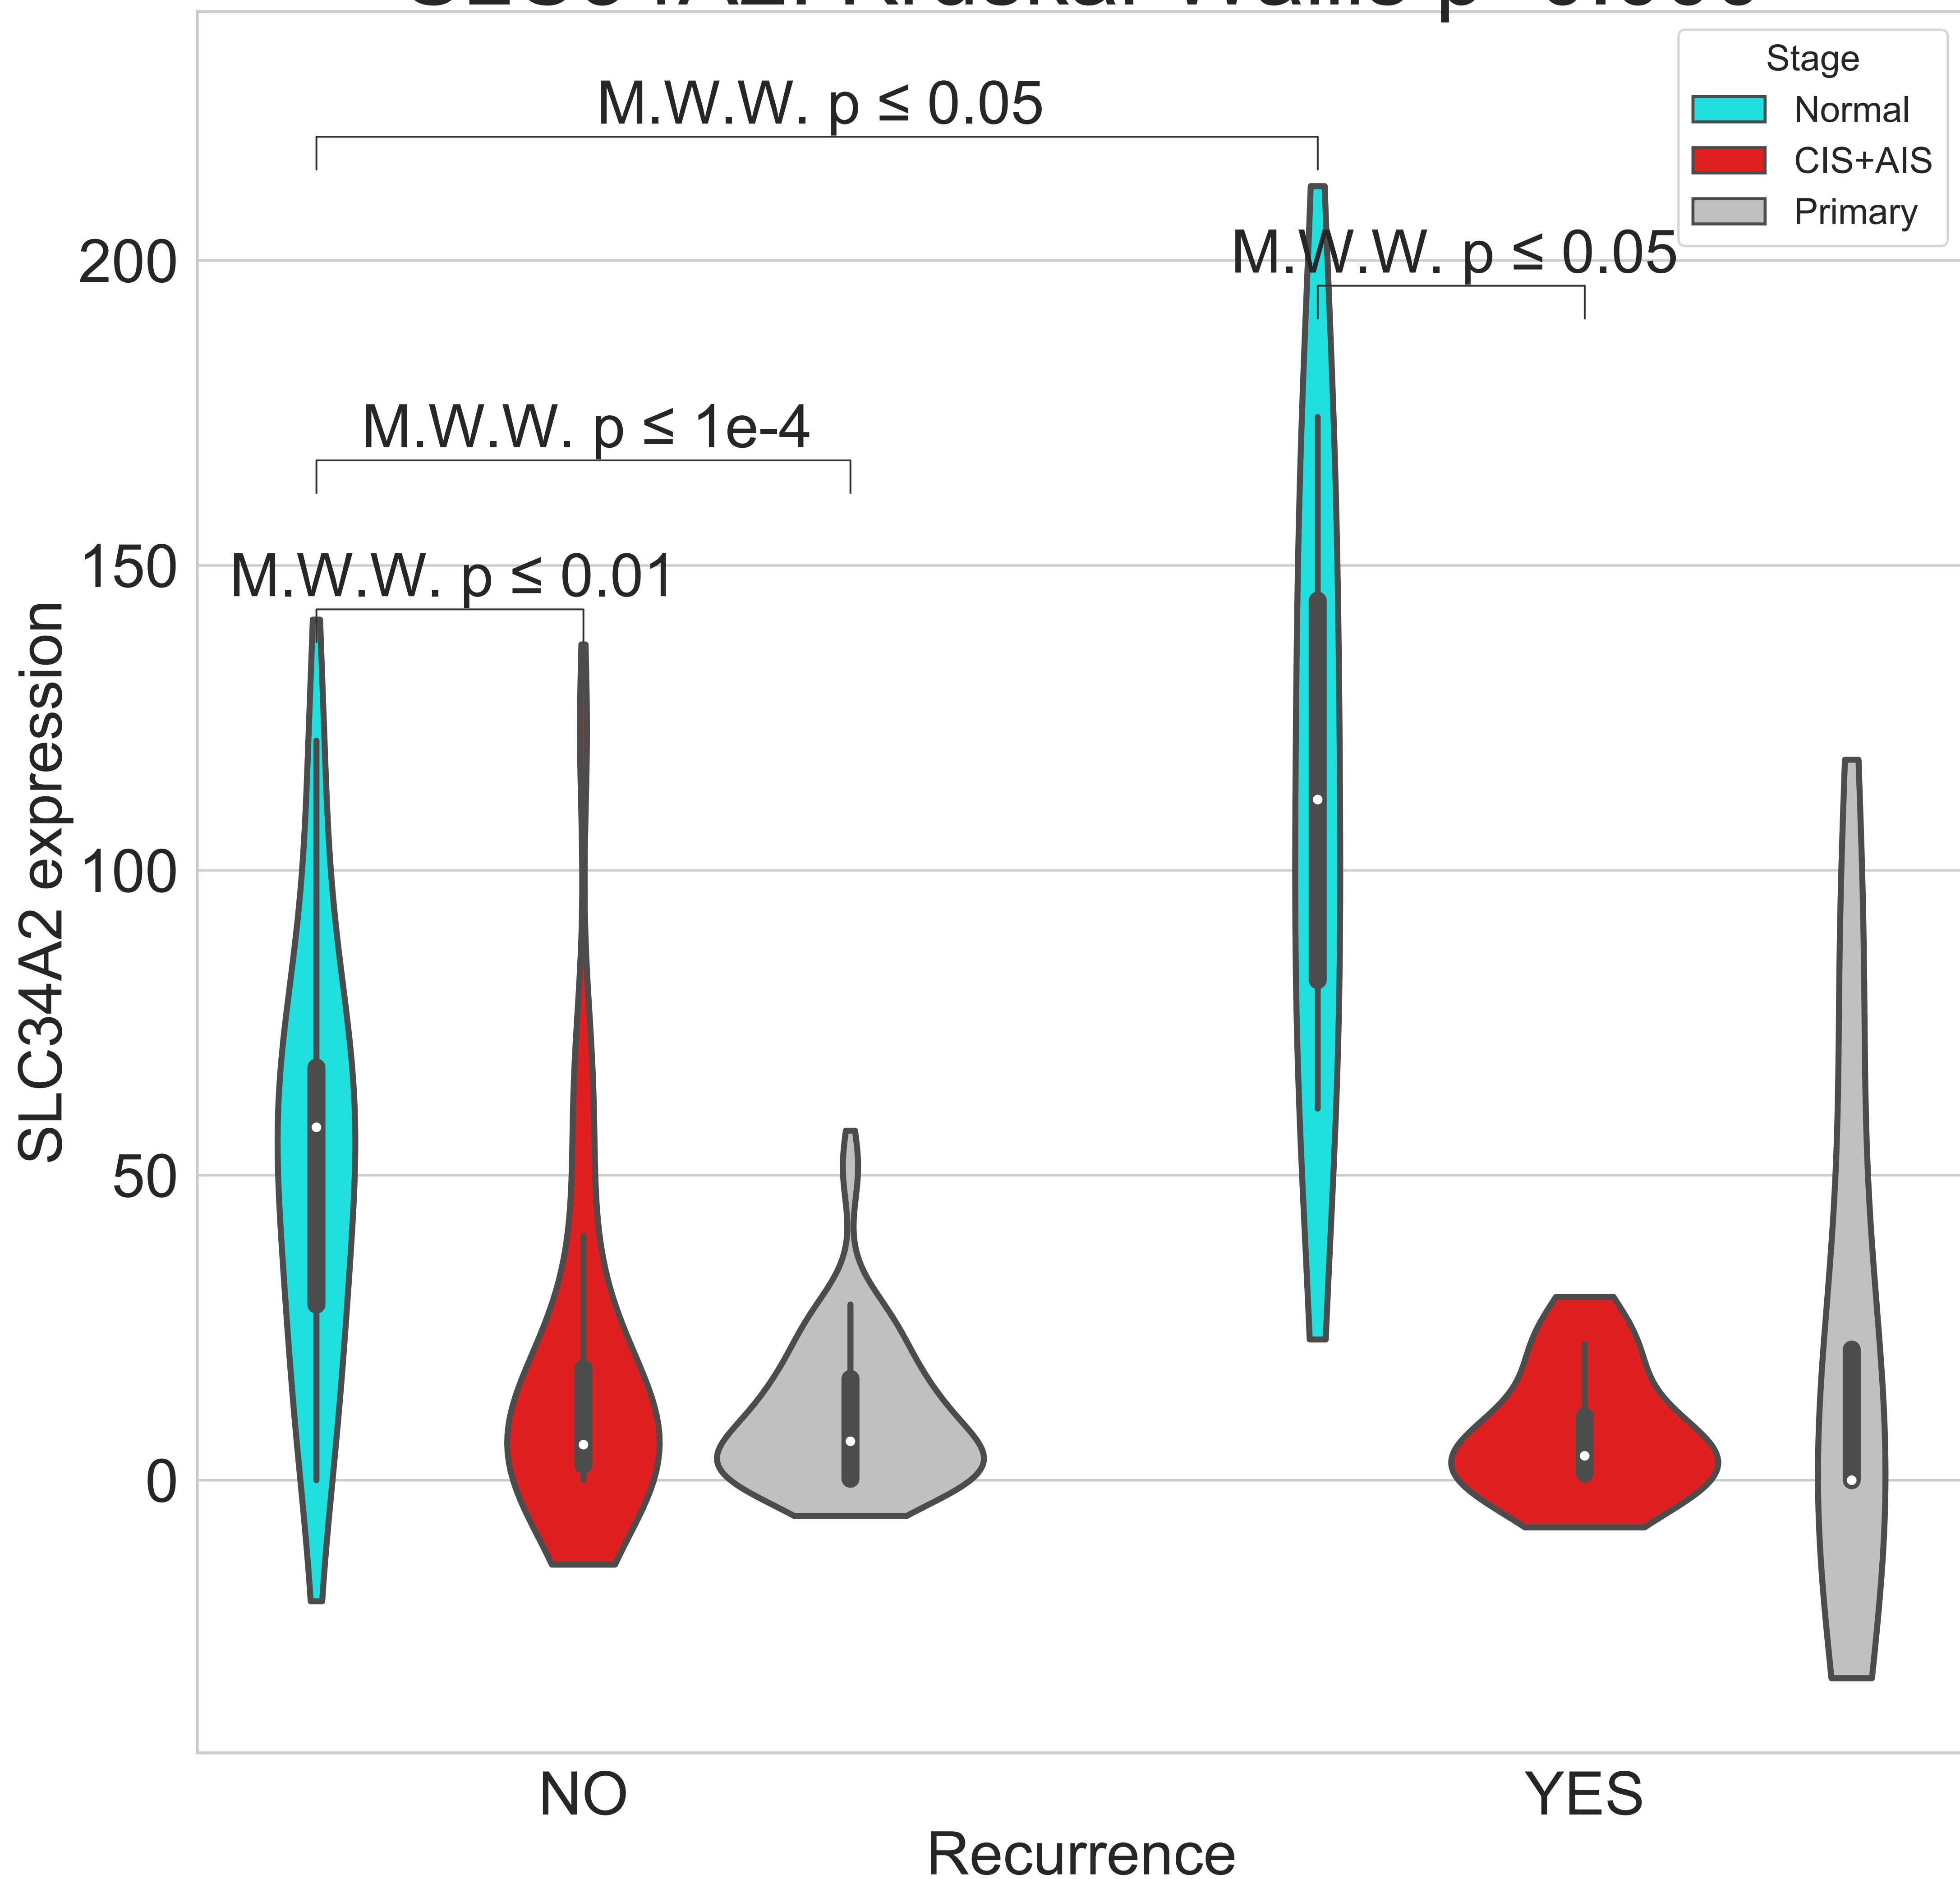 M.W.W. p ≤ 0.05
Stage
Normal
CIS+AIS
Primary
M.W.W. p ≤ 0.05
M.W.W. p ≤ 1e-4
M.W.W. p ≤ 0.01
200
150
100
50
0
SLC34A2 expression
NO
YES
Recurrence